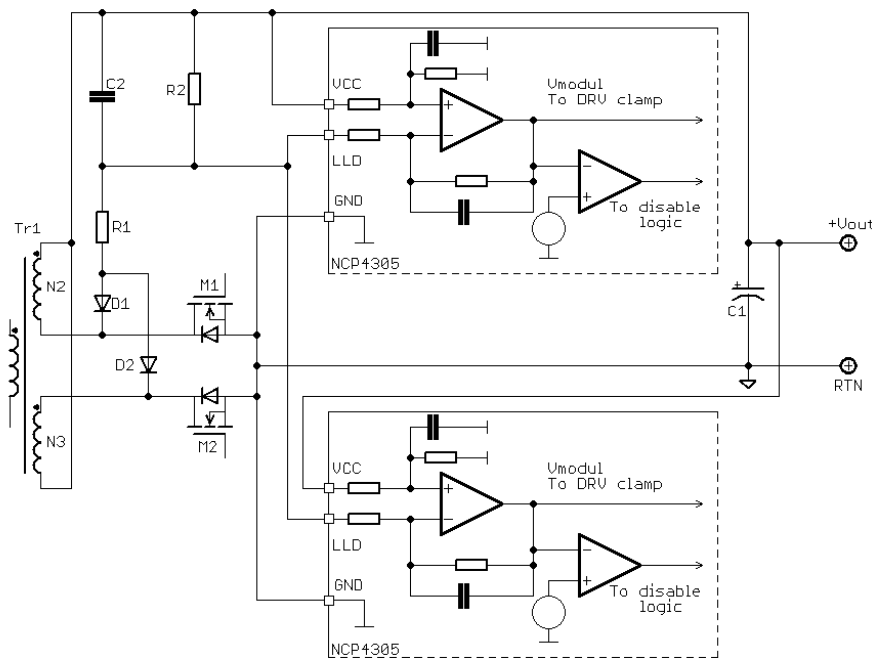 VCC
Vmodul
To DRV clamp
C2
R2
LLD
GND
To disable
logic
NCP4305
Tr1
R1
+Vout
N2
D1
M1
C1
D2
RTN
N3
M2
VCC
Vmodul
To DRV clamp
LLD
GND
To disable
logic
NCP4305